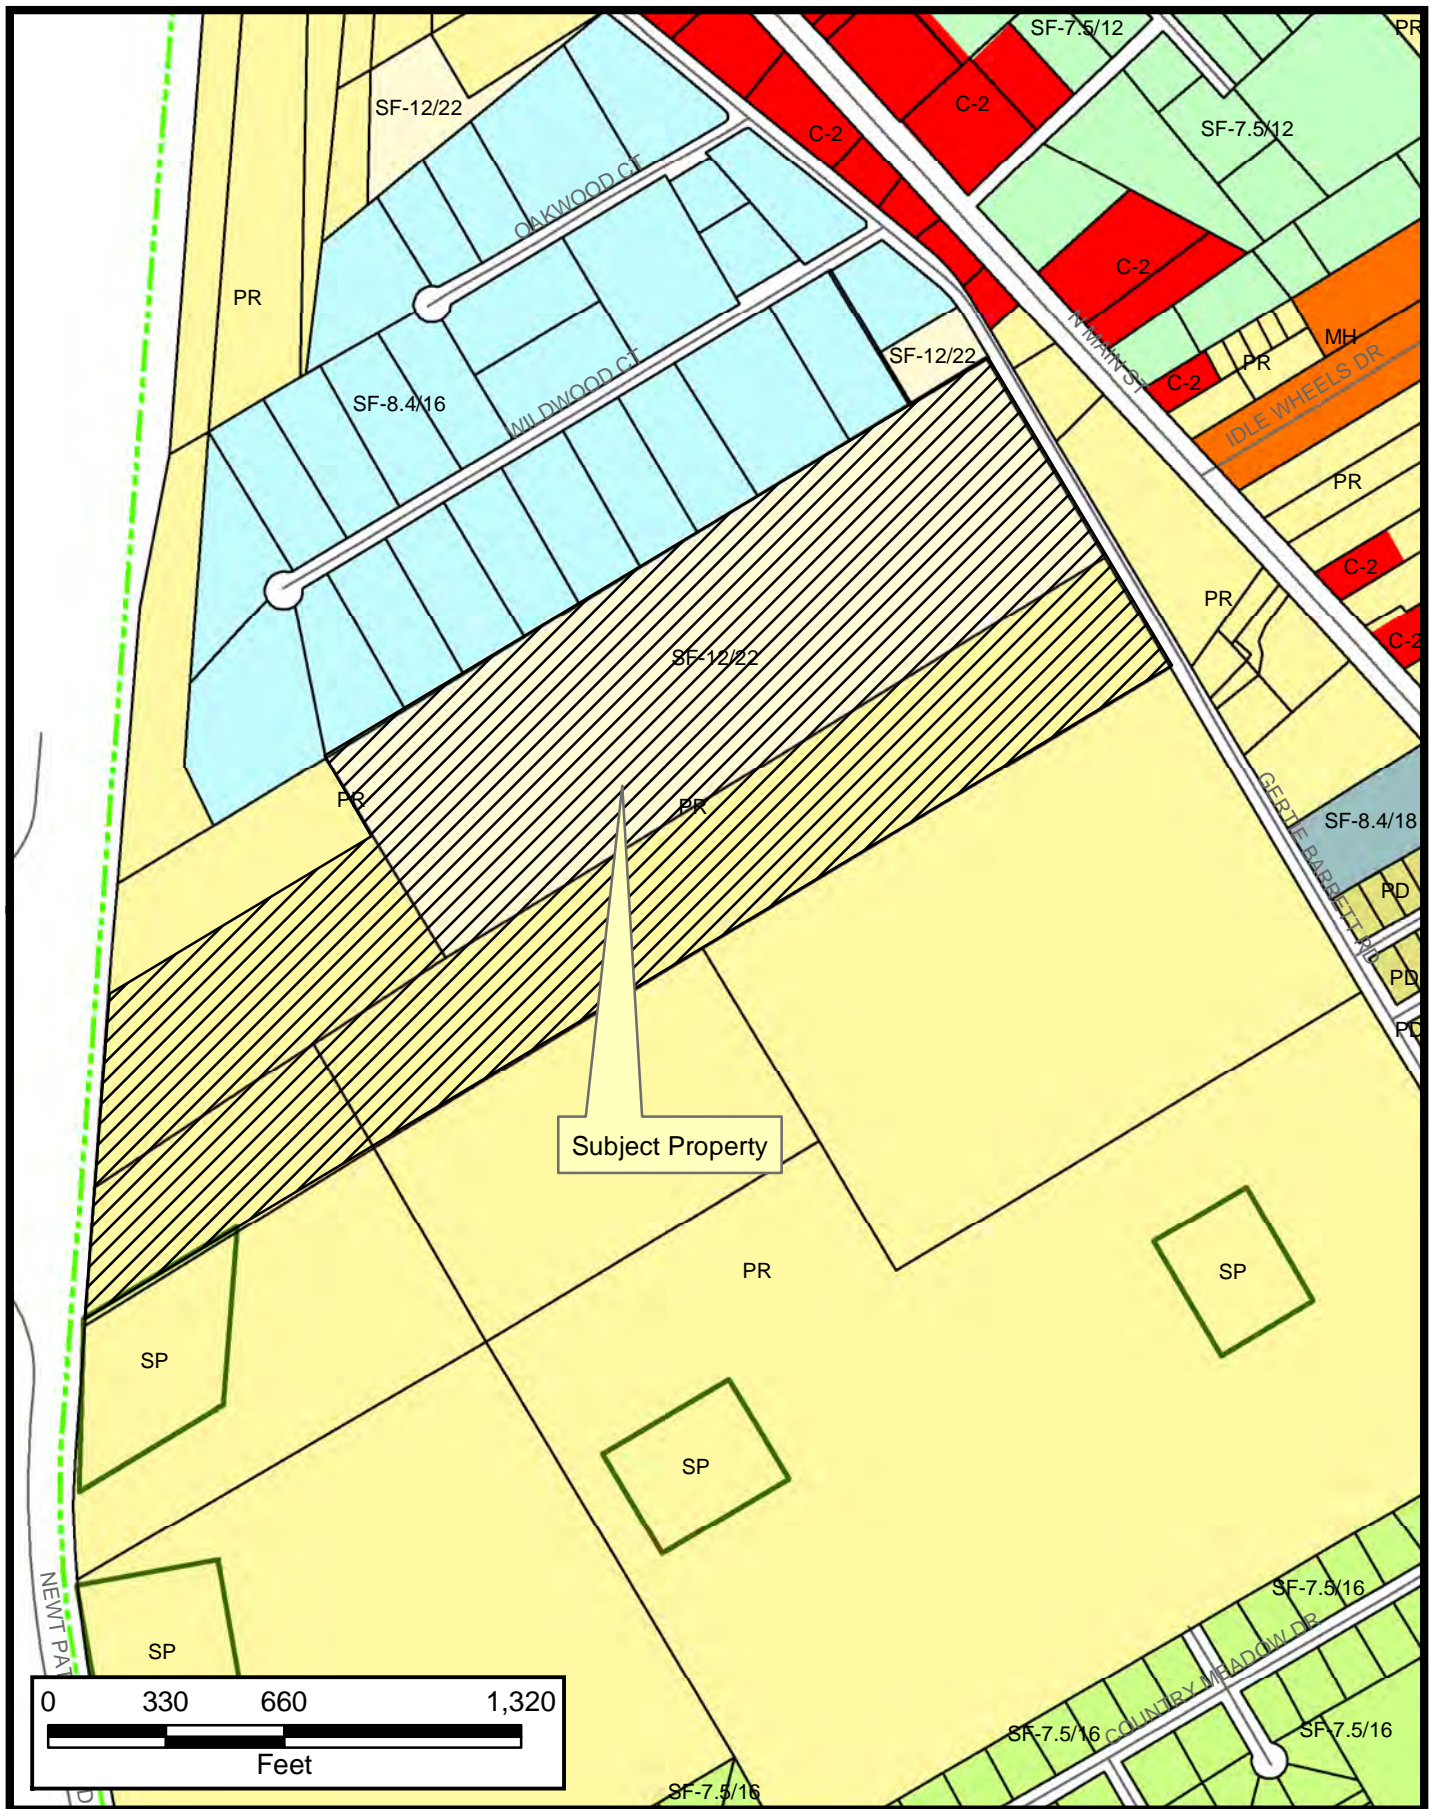 SF-7.5/12
PR
SF-12/22
C-2
C-2
SF-7.5/12
OAKWOOD CT
C-2
PR
N MAIN ST
MH
SF-12/22
PR
C-2
IDLE WHEELS DR
WILDWOOD CT
SF-8.4/16
PR
C-2
PR
C-2
SF-12/22
PR
PR
GERTIE BARRETT RD
SF-8.4/18
PD
PD
PD
Subject Property
PR
SP
SP
SP
NEWT PAT
SF-7.5/16
SP
COUNTRY MEADOW DR
0 330 660 1,320
SF-7.5/16
SF-7.5/16
Feet
SF-7.5/16
D